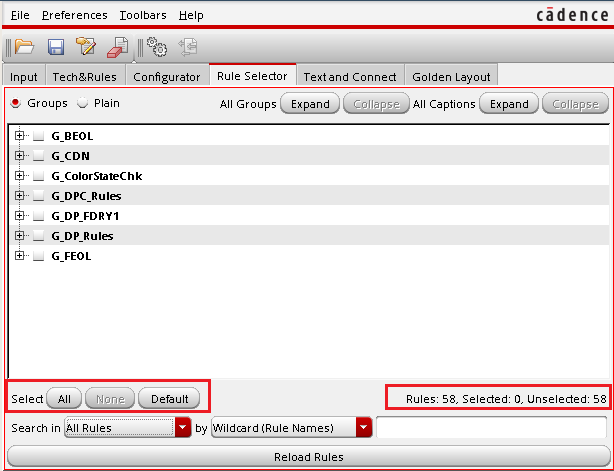 File Preferences Toolbars Help cādence
Input Tech&Rules Configurator Rule Selector Text and Connect Golden Layout
Groups Plain All Groups Expand Collapse All Captions Expand Collapse
G_BEOL
G_CDN
G_ColorStateChk
G_DPC_Rules
G_DP_FDRY1
G_DP_Rules
G_FEOL
Select All None Default Rules: 58, Selected: 0, Unselected: 58
Search in All Rules by Wildcard (Rule Names)
Reload Rules